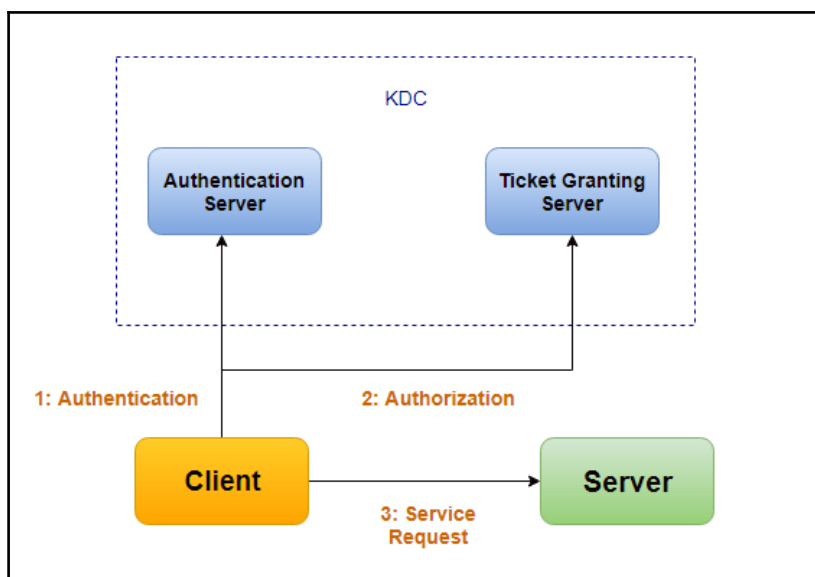 KDC
Authentication
Server
Ticket Granting
Server
1: Authentication
2: Authorization
Client
Server
3: Service
Request